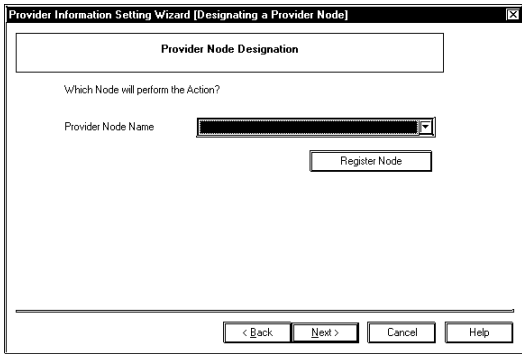 Provider Information Setting Wizard [Designating a Provider Node]
Provider Node Designation
Which Node will perform the Action?
Provider Node Name
Register Node
< Back Next > Cancel Help